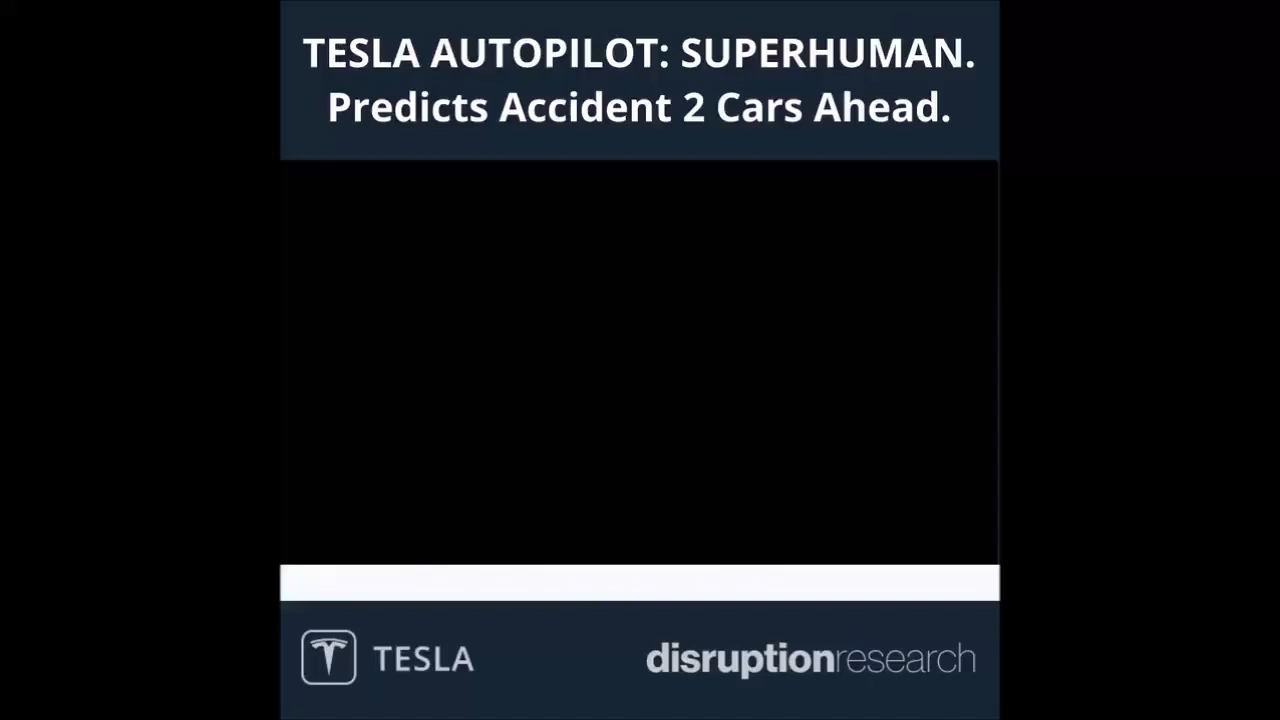 TESLA AUTOPILOT: SUPERHUMAN.
Predicts Accident 2 Cars Ahead.
TESLA
disruptionresearch